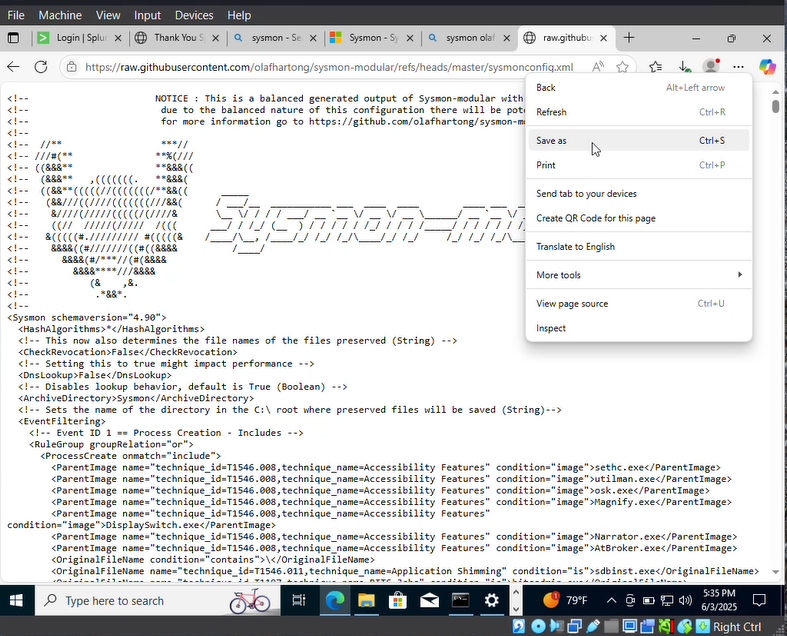 File Machine View Input Devices Help
Login | Splu
Thank You S
sysmon - Se
Sysmon - Sy
sysmon olaf
raw.githubus
https://raw.githubusercontent.com/olafhartong/sysmon-modular/refs/heads/master/sysmonconfig.xml
<!-- NOTICE : This is a balanced generated output of Sysmon-modular with
<!-- due to the balanced nature of this configuration there will be pote
<!-- for more information go to https://github.com/olafhartong/sysmon-m
<!--
<!-- //** ***//
<!-- ///#(** **%(///
<!-- ((&&&** **&&&((
<!-- (&&&** ,(((((((. **&&&(
<!-- ((&&**(((((//(((((((/**&&((
<!-- (&&///((////(((((((///&&(
<!-- &////(/////(((((/(////&
<!-- ((// /////(///// /(((
<!-- &(((((#.///////// #(((((&
<!-- &&&&((#///////((#((&&&&
<!-- &&&&(#/***//(#(&&&&
<!-- &&&&****///&&&&
<!-- (& ,&.
<!-- .*&&*.
<!--
<Sysmon schemaversion="4.90">
<HashAlgorithms>*</HashAlgorithms>
<!-- This now also determines the file names of the files preserved (String) -->
<CheckRevocation>False</CheckRevocation>
<!-- Setting this to true might impact performance -->
<DnsLookup>False</DnsLookup>
<!-- Disables lookup behavior, default is True (Boolean) -->
<ArchiveDirectory>Sysmon</ArchiveDirectory>
<!-- Sets the name of the directory in the C:\ root where preserved files will be saved (String)-->
<EventFiltering>
<!-- Event ID 1 == Process Creation - Includes -->
<RuleGroup groupRelation="or">
<ProcessCreate onmatch="include">
<ParentImage name="technique_id=T1546.008,technique_name=Accessibility Features" condition="image">sethc.exe</ParentImage>
<ParentImage name="technique_id=T1546.008,technique_name=Accessibility Features" condition="image">utilman.exe</ParentImage>
<ParentImage name="technique_id=T1546.008,technique_name=Accessibility Features" condition="image">osk.exe</ParentImage>
<ParentImage name="technique_id=T1546.008,technique_name=Accessibility Features" condition="image">Magnify.exe</ParentImage>
<ParentImage name="technique_id=T1546.008,technique_name=Accessibility Features"
condition="image">DisplaySwitch.exe</ParentImage>
<ParentImage name="technique_id=T1546.008,technique_name=Accessibility Features" condition="image">Narrator.exe</ParentImage>
<ParentImage name="technique_id=T1546.008,technique_name=Accessibility Features" condition="image">AtBroker.exe</ParentImage>
<OriginalFileName condition="contains">\</OriginalFileName>
<OriginalFileName name="technique_id=T1546.011,technique_name=Application Shimming" condition="is">sdbinst.exe</OriginalFileName>
Back Alt+Left arrow
Refresh Ctrl+R
Save as Ctrl+S
Print Ctrl+P
Send tab to your devices
Create QR Code for this page
Translate to English
More tools
View page source Ctrl+U
Inspect
Type here to search
79°F
5:35 PM
6/3/2025
Right Ctrl